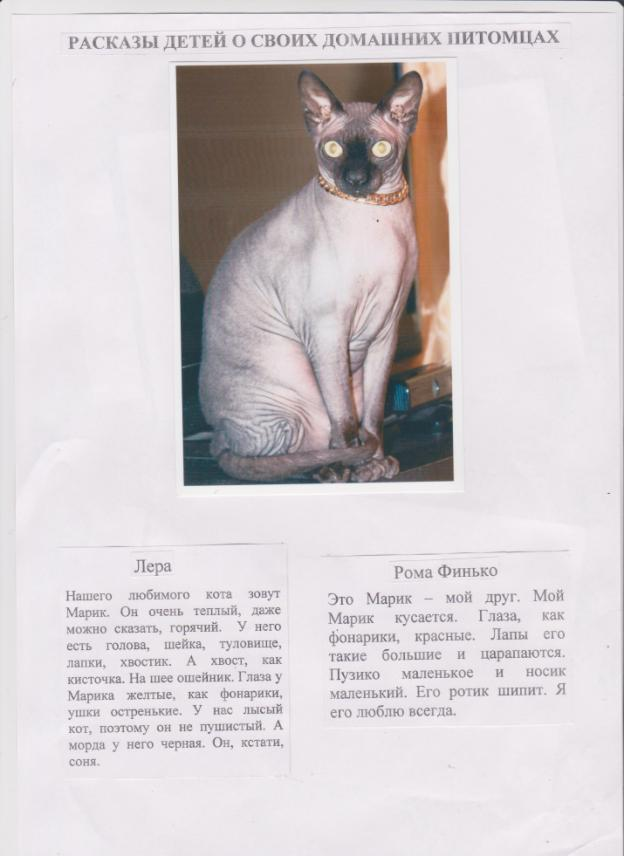 РАСКАЗЫ ДЕТЕЙ О СВОИХ ДОМАШНИХ ПИТОМЦАХ
Лера
Нашего любимого кота зовут
Марик. Он очень теплый, даже
можно сказать, горячий. У него
есть голова, шейка, туловище,
лапки, хвостик. А хвост, как
кисточка. На шее ошейник. Глаза у
Марика желтые, как фонарики,
ушки остренькие. У нас лысый
кот, поэтому он не пушистый. А
морда у него черная. Он, кстати,
соня.
Рома Финько
Это Марик – мой друг. Мой
Марик кусается. Глаза, как
фонарики, красные. Лапы его
такие большие и царапаются.
Пузико маленькое и носик
маленький. Его ротик шипит. Я
его люблю всегда.